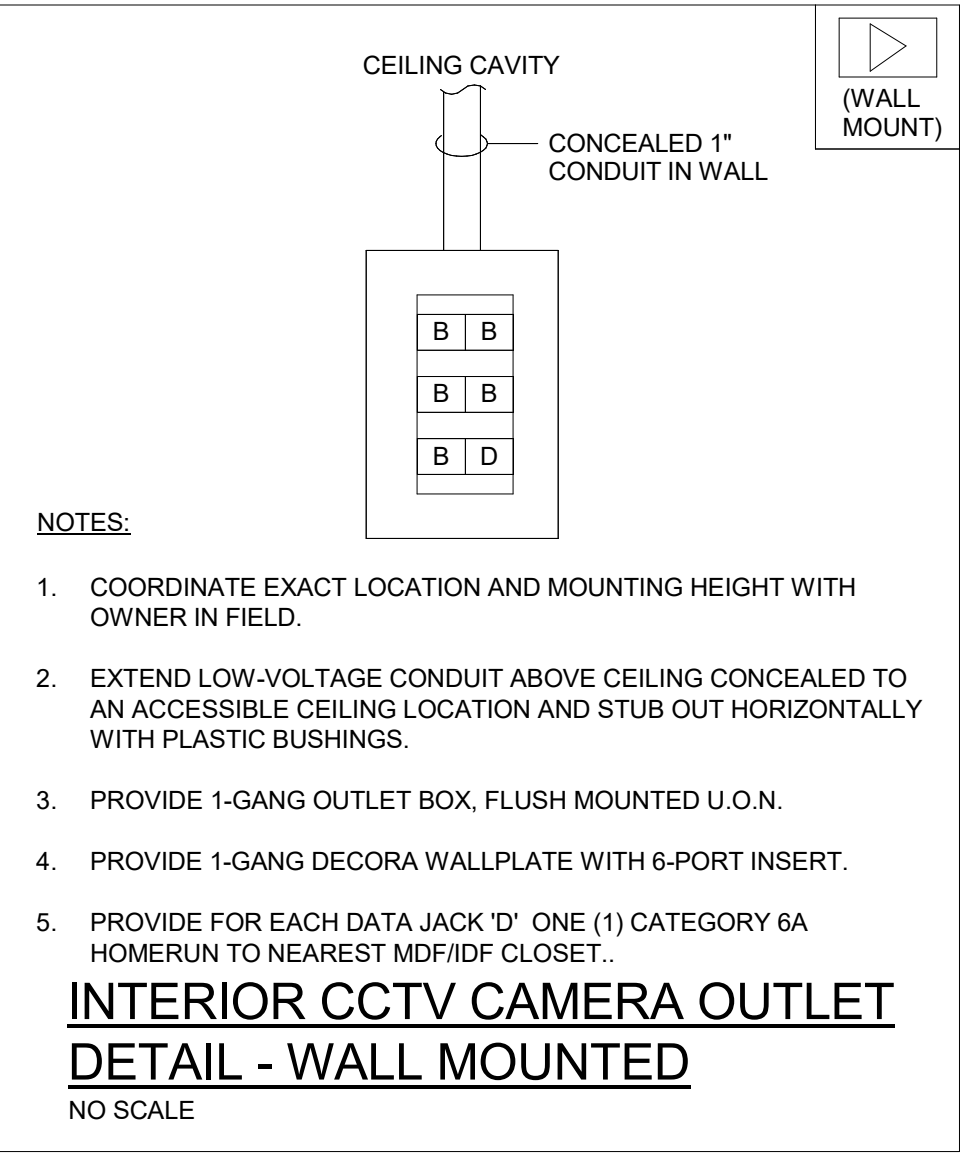 CEILING CAVITY
(WALL
MOUNT)
CONCEALED 1"
CONDUIT IN WALL
B B
B B
B D
NOTES:
1. COORDINATE EXACT LOCATION AND MOUNTING HEIGHT WITH
OWNER IN FIELD.
2. EXTEND LOW-VOLTAGE CONDUIT ABOVE CEILING CONCEALED TO
AN ACCESSIBLE CEILING LOCATION AND STUB OUT HORIZONTALLY
WITH PLASTIC BUSHINGS.
3. PROVIDE 1-GANG OUTLET BOX, FLUSH MOUNTED U.O.N.
4. PROVIDE 1-GANG DECORA WALLPLATE WITH 6-PORT INSERT.
5. PROVIDE FOR EACH DATA JACK 'D' ONE (1) CATEGORY 6A
HOMERUN TO NEAREST MDF/IDF CLOSET..
INTERIOR CCTV CAMERA OUTLET
DETAIL - WALL MOUNTED
NO SCALE